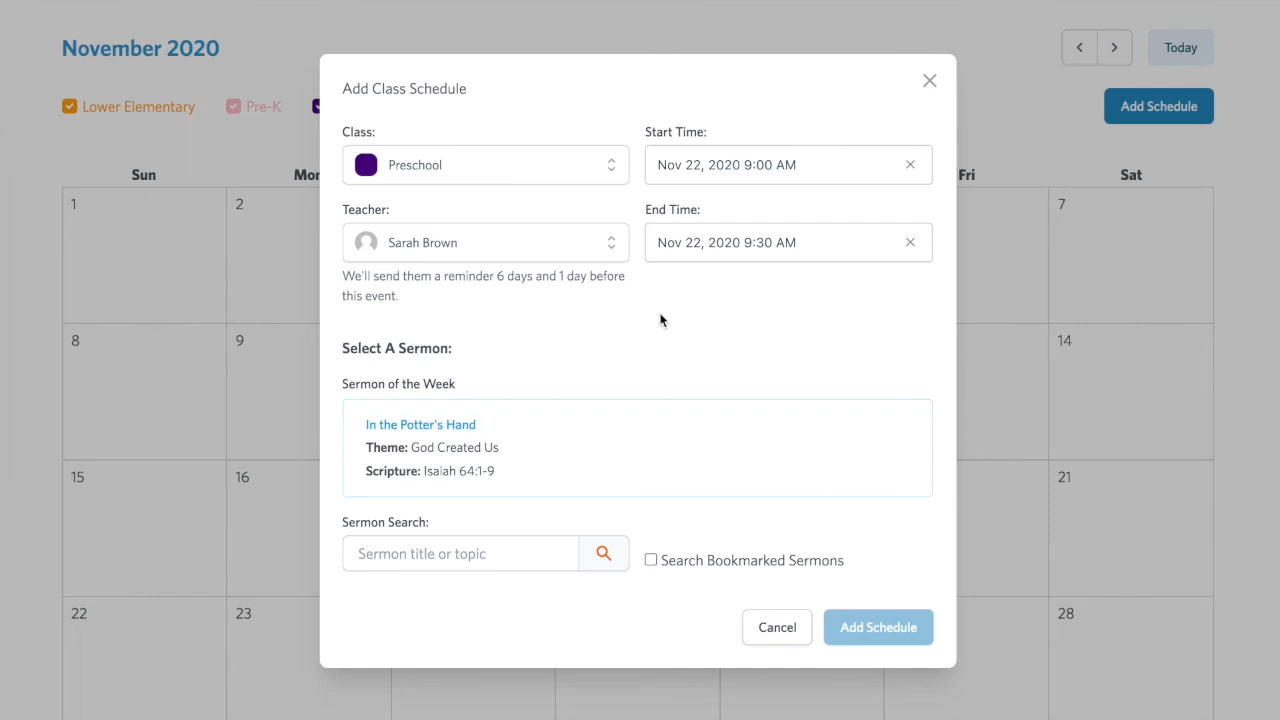 November 2020
Today
Lower Elementary
Pre-K
Add Schedule
Sun
Mon
Fri
Sat
1
2
7
8
9
14
15
16
21
22
23
28
Add Class Schedule
Class:
Start Time:
Preschool
Nov 22, 2020 9:00 AM
Teacher:
End Time:
Sarah Brown
Nov 22, 2020 9:30 AM
We'll send them a reminder 6 days and 1 day before
this event.
Select A Sermon:
Sermon of the Week
In the Potter's Hand
Theme: God Created Us
Scripture: Isaiah 64:1-9
Sermon Search:
Sermon title or topic
Search Bookmarked Sermons
Cancel
Add Schedule